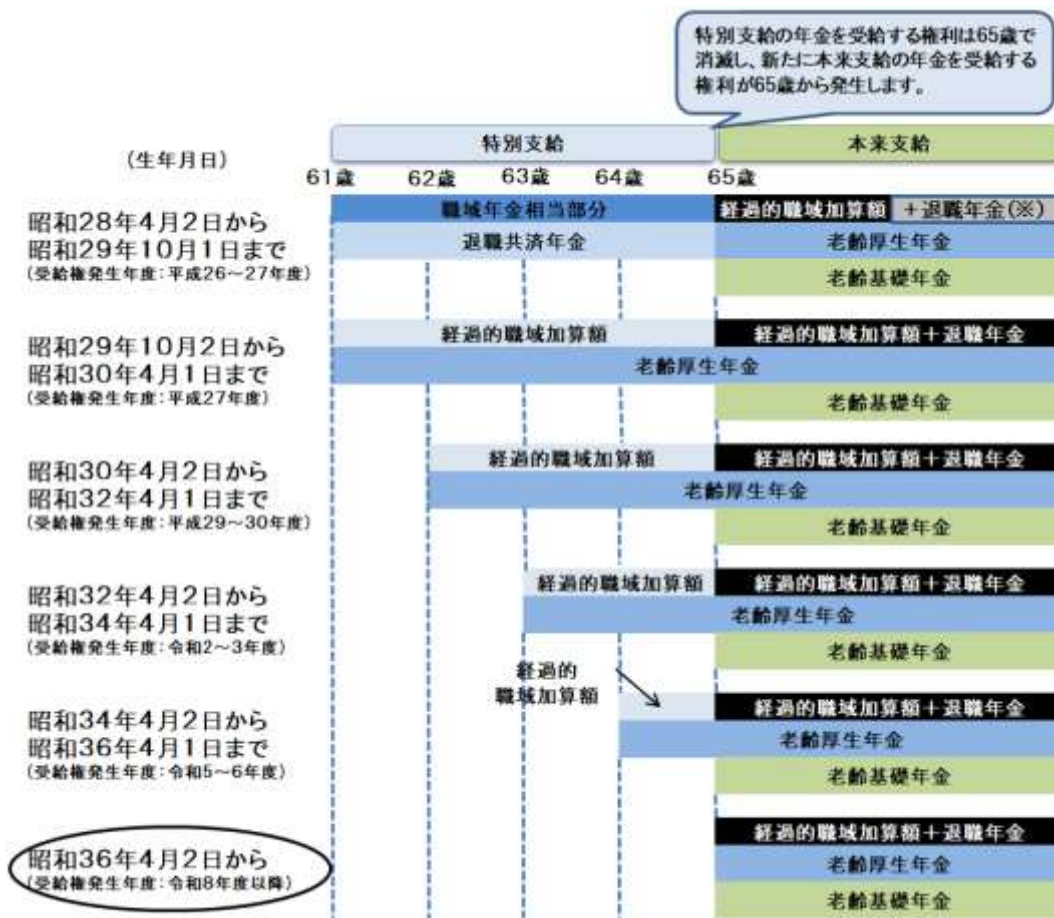 特別支給の年金を受給する権利は65歳で
消滅し、新たに本来支給の年金を受給する
権利が65歳から発生します。
特別支給
本来支給
(生年月日)
61歳
62歳
63歳
64歳
65歳
昭和28年4月2日から
昭和29年10月1日まで
(受給権発生年度:平成26～27年度)
職域年金相当部分
経過的職域加算額
+退職年金(※)
退職共済年金
老齢厚生年金
老齢基礎年金
昭和29年10月2日から
昭和30年4月1日まで
(受給権発生年度:平成27年度)
経過的職域加算額
経過的職域加算額+退職年金
老齢厚生年金
老齢基礎年金
昭和30年4月2日から
昭和32年4月1日まで
(受給権発生年度:平成29～30年度)
経過的職域加算額
経過的職域加算額+退職年金
老齢厚生年金
老齢基礎年金
昭和32年4月2日から
昭和34年4月1日まで
(受給権発生年度:令和2～3年度)
経過的職域加算額
経過的職域加算額+退職年金
老齢厚生年金
老齢基礎年金
経過的
職域加算額
昭和34年4月2日から
昭和36年4月1日まで
(受給権発生年度:令和5～6年度)
経過的職域加算額+退職年金
老齢厚生年金
老齢基礎年金
昭和36年4月2日から
(受給権発生年度:令和8年度以降)
経過的職域加算額+退職年金
老齢厚生年金
老齢基礎年金